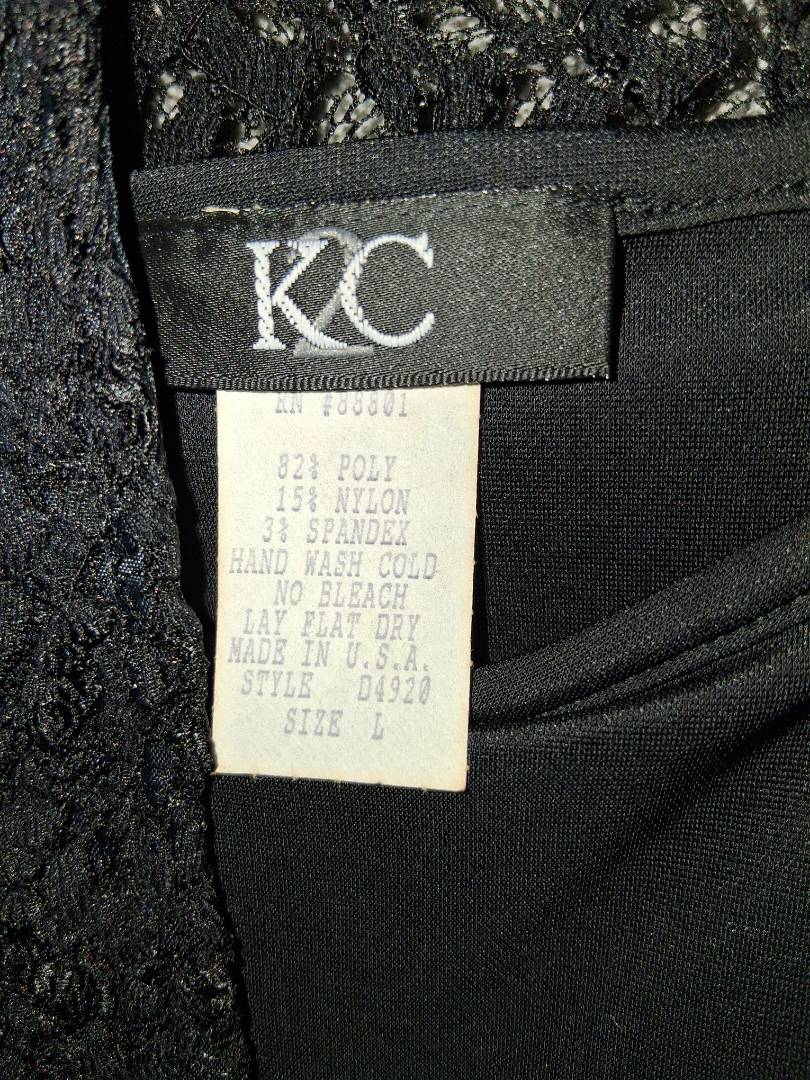 K2C
RN #88801
82% POLY
15% NYLON
3% SPANDEX
HAND WASH COLD
NO BLEACH
LAY FLAT DRY
MADE IN U.S.A.
STYLE D4920
SIZE L